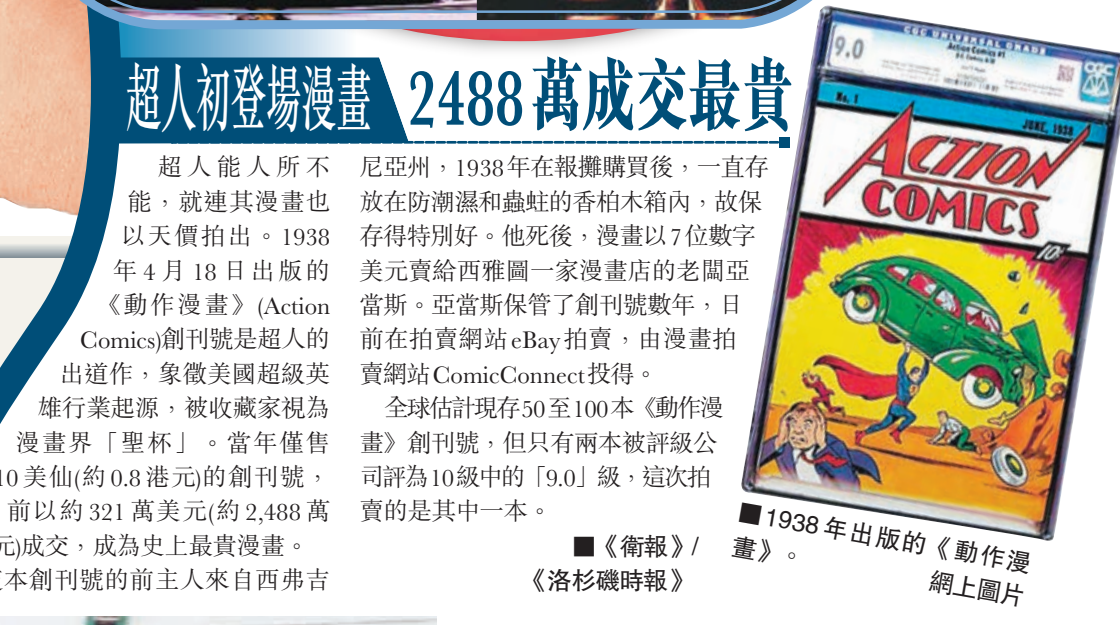 超人初登場漫畫 2488萬成交最貴
超人能人所不
能，就連其漫畫也
以天價拍出。1938
年4月18日出版的
《動作漫畫》(Action
Comics)創刊號是超人的
出道作，象徵美國超級英
雄行業起源，被收藏家視為
漫畫界「聖杯」。當年僅售
10美仙(約0.8港元)的創刊號，
前以約321萬美元(約2,488萬
元)成交，成為史上最貴漫畫。
本創刊號的前主人來自西弗吉
尼亞州，1938年在報攤購買後，一直存
放在防潮濕和蟲蛀的香柏木箱內，故保
存得特別好。他死後，漫畫以7位數字
美元賣給西雅圖一家漫畫店的老闆亞
當斯。亞當斯保管了創刊號數年，日
前在拍賣網站eBay拍賣，由漫畫拍
賣網站ComicConnect投得。
全球估計現存50至100本《動作漫
畫》創刊號，但只有兩本被評級公
司評為10級中的「9.0」級，這次拍
賣的是其中一本。
■《衛報》/
《洛杉磯時報》
CGC UNIVERSAL GRADE
9.0
Action Comics #1
CGC
No. 1
JUNE, 1938
ACTION
COMICS
10¢
■1938年出版的《動作漫
畫》。
網上圖片